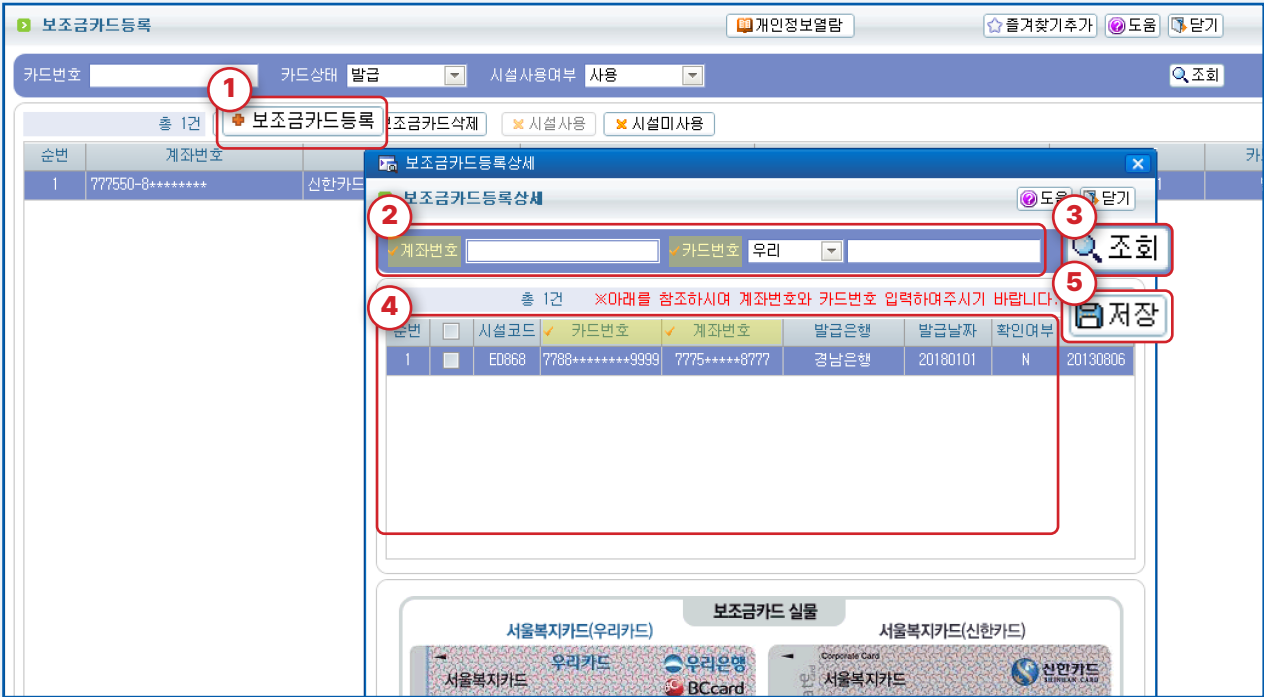 보조금카드등록 개인정보열람 즐겨찾기추가 도움 닫기
카드번호 카드상태 발급 시설사용여부 사용 조회
1
총 1건 보조금카드등록 조금카드삭제 시설사용 시설미사용
순번 계좌번호
1 777550-8******** 신한카드
보조금카드등록상세
보조금카드등록상세 도움 닫기
2
3
계좌번호 카드번호 우리 조회
총 1건 ※아래를 참조하시며 계좌번호와 카드번호 입력하여주시기 바랍니다.
4
5
저장
순번 시설코드 카드번호 계좌번호 발급은행 발급날짜 확인여부
1 ED868 7788********9999 7775*****8777 경남은행 20180101 N 20130806
보조금카드 실물
서울복지카드(우리카드) 서울복지카드(신한카드)
우리카드 우리은행 Corporate Card
서울복지카드 BCcard 서울복지카드 신한카드
SHINHAN CARD